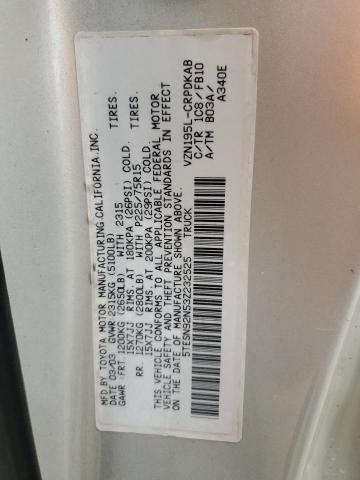 MFD BY TOYOTA MOTOR MANUFACTURING, CALIFORNIA, INC.
DATE 03/03 GVWR 2315KG(5100LB)
GAWR FRT 1200KG (2650LB) WITH 2315 TIRES.
15X7JJ RIMS. AT 180KPA (26PSI) COLD.
RR. 1270KG (2800LB) WITH P225/75R15 TIRES.
15X7JJ RIMS. AT 200KPA (29PSI) COLD.
THIS VEHICLE CONFORMS TO ALL APPLICABLE FEDERAL MOTOR
VEHICLE SAFETY AND THEFT PREVENTION STANDARDS IN EFFECT
ON THE DATE OF MANUFACTURE SHOWN ABOVE.
5TESN92N53Z232525 TRUCK
VZN195L-CRPDKAB
C/TR 1C8 /FB10
A/TM B03A/
A340E